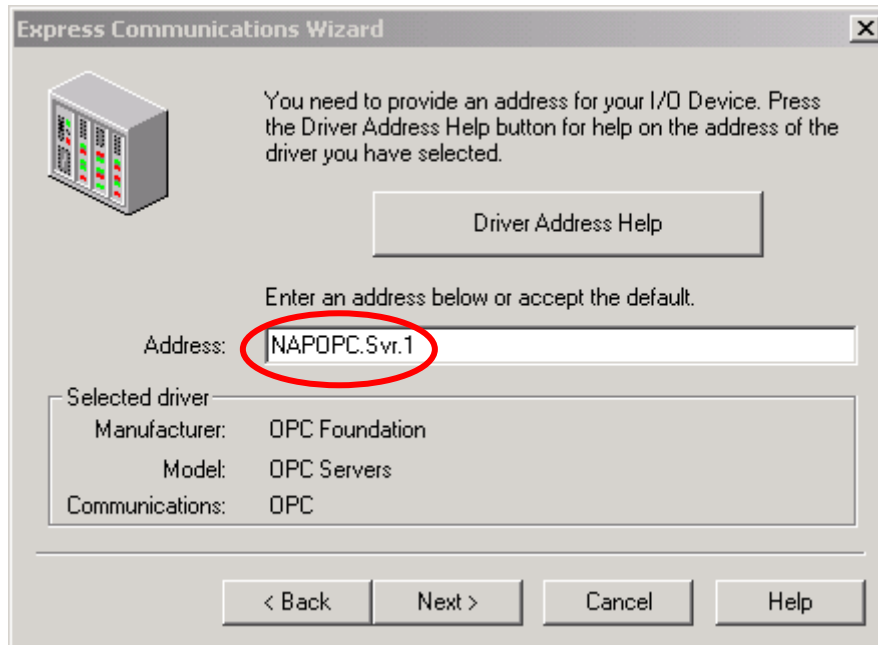 Express Communications Wizard
You need to provide an address for your I/O Device. Press
the Driver Address Help button for help on the address of the
driver you have selected.
Driver Address Help
Enter an address below or accept the default.
Address: NAPOPC.Svr.1
Selected driver
Manufacturer: OPC Foundation
Model: OPC Servers
Communications: OPC
< Back Next > Cancel Help